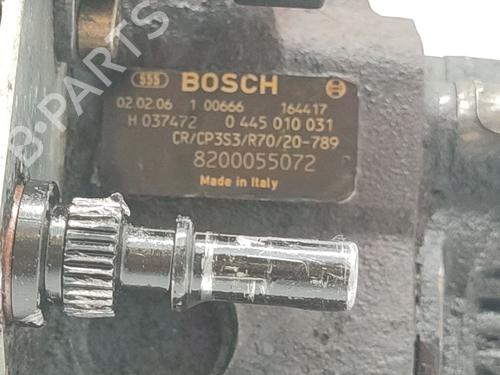 555 BOSCH
02.02.06 1 00666 164417
H 037472 0 445 010 031
CR/CP3S3/R70/20-789
8200055072
Made in Italy